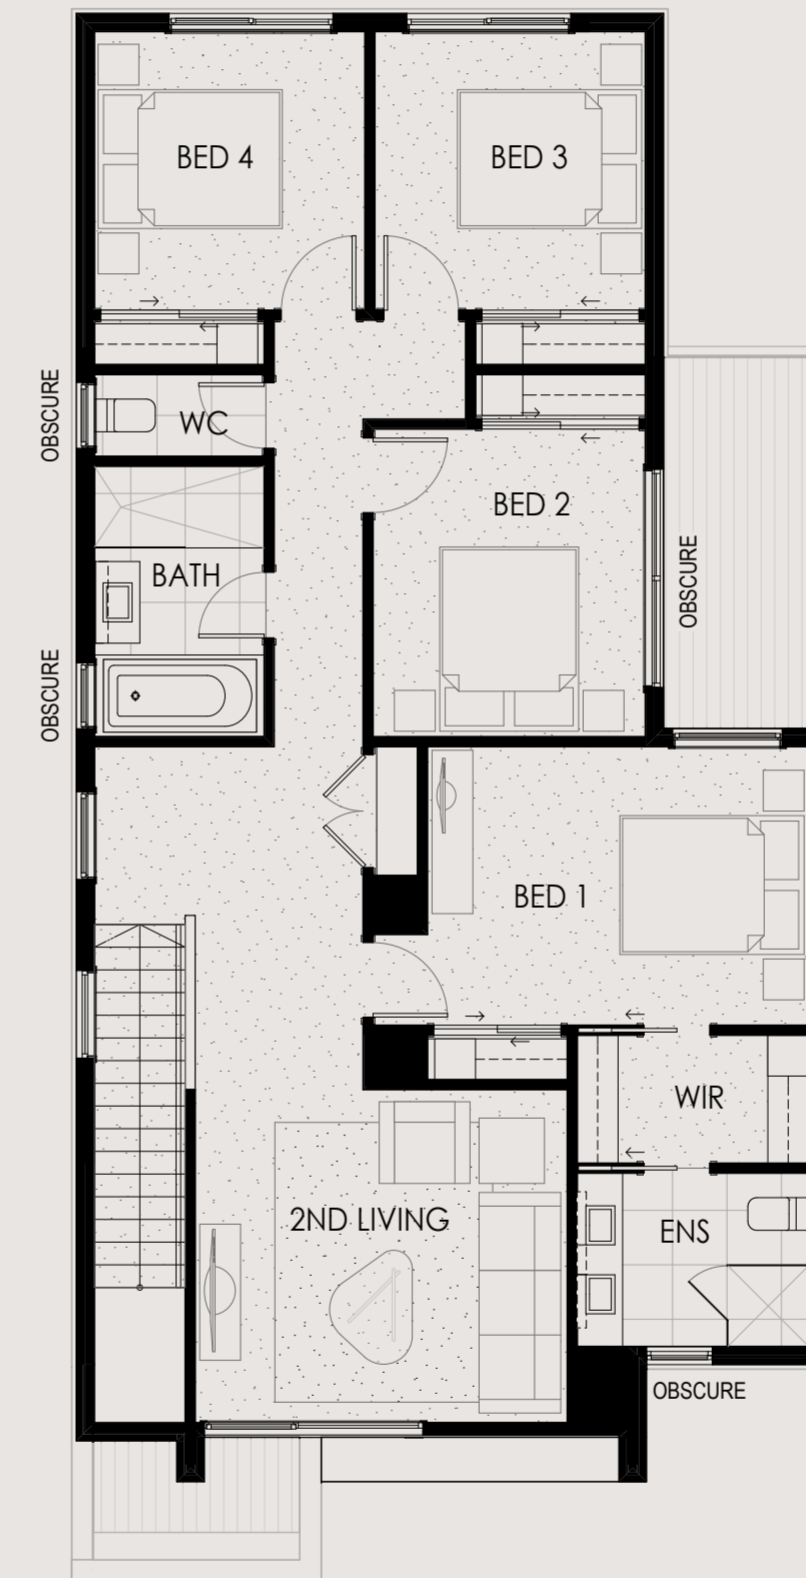 BED 4
BED 3
OBSCURE
WC
BED 2
BATH
OBSCURE
OBSCURE
BED 1
WIR
2ND LIVING
ENS
OBSCURE